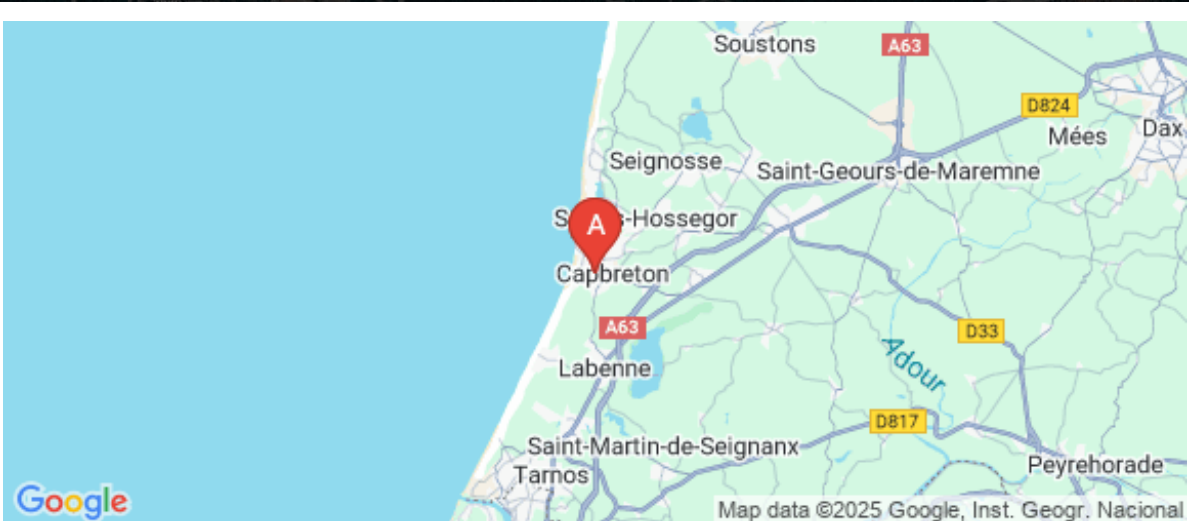 Soustons
A63
D824
Mées
Dax
Seignosse
Saint-Geours-de-Maremne
A
-Hossegor
Capbreton
A63
D33
Labenne
Adour
D817
Saint-Martin-de-Seignanx
Tarnos
Peyrehorade
Google
Map data ©2025 Google, Inst. Geogr. Nacional